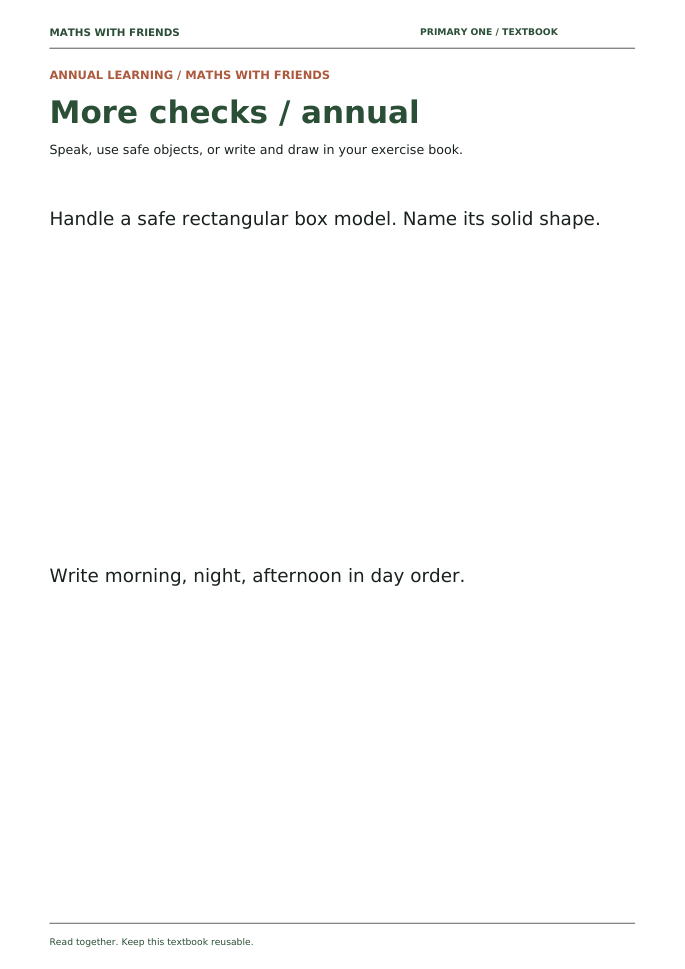 MATHS WITH FRIENDS
PRIMARY ONE / TEXTBOOK
ANNUAL LEARNING / MATHS WITH FRIENDS
More checks / annual
Speak, use safe objects, or write and draw in your exercise book.
Handle a safe rectangular box model. Name its solid shape.
Write morning, night, afternoon in day order.
Read together. Keep this textbook reusable.